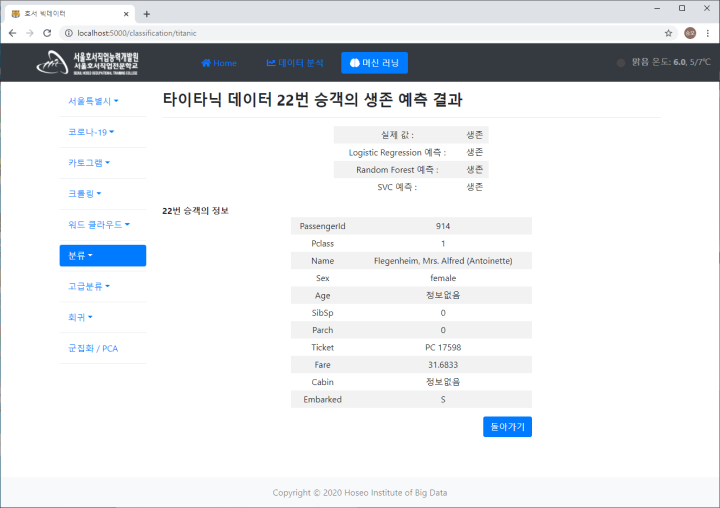 호서 빅데이터
localhost:5000/classification/titanic
서울호서직업능력개발원
서울호서직업전문학교
SEOUL HOSEO OCCUPATIONAL TRAINING COLLEGE
Home
데이터 분석
머신 러닝
맑음 온도: 6.0, 5/7℃
서울특별시
코로나-19
카토그램
크롤링
워드 클라우드
분류
고급분류
회귀
군집화 / PCA
타이타닉 데이터 22번 승객의 생존 예측 결과
실제 값 : 생존
Logistic Regression 예측 : 생존
Random Forest 예측 : 생존
SVC 예측 : 생존
22번 승객의 정보
PassengerId 914
Pclass 1
Name Flegenheim, Mrs. Alfred (Antoinette)
Sex female
Age 정보없음
SibSp 0
Parch 0
Ticket PC 17598
Fare 31.6833
Cabin 정보없음
Embarked S
돌아가기
Copyright © 2020 Hoseo Institute of Big Data